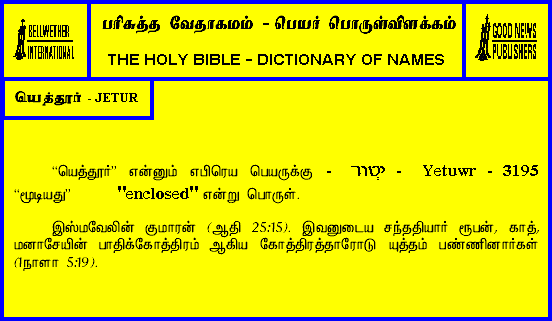 BELLWETHER
INTERNATIONAL
பரிசுத்த வேதாகமம் - பெயர் பொருள்விளக்கம்
THE HOLY BIBLE - DICTIONARY OF NAMES
GOOD NEWS
PUBLISHERS
யெத்தூர் - JETUR
“யெத்தூர்” என்னும் எபிரெய பெயருக்கு - יְטוּר - Yetuwr - 3195
“மூடியது” "enclosed" என்று பொருள்.
இஸ்மவேலின் குமாரன் (ஆதி 25:15). இவனுடைய சந்ததியார் ரூபன், காத்,
மனாசேயின் பாதிக்கோத்திரம் ஆகிய கோத்திரத்தாரோடு யுத்தம் பண்ணினார்கள்
(1நாளா 5:19).